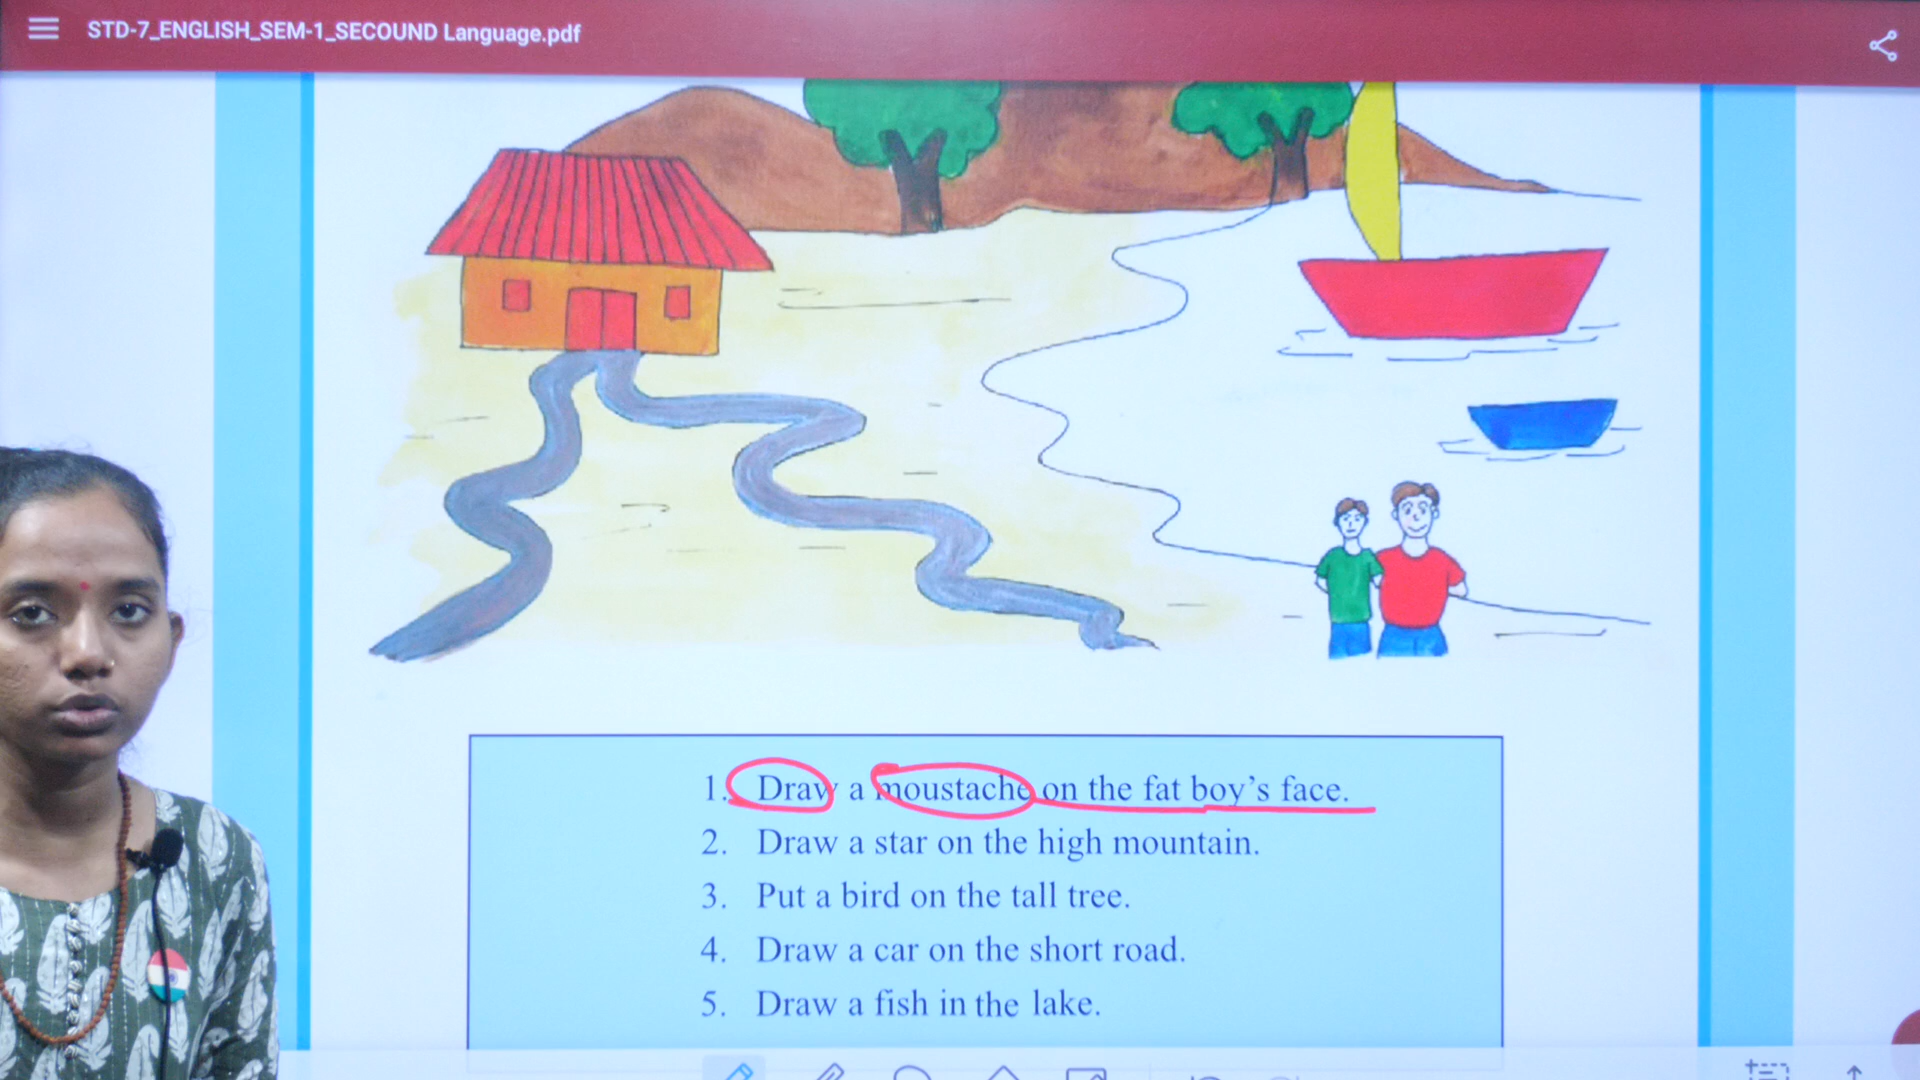 STD-7_ENGLISH_SEM-1_SECOUND Language.pdf
1. Draw a moustache on the fat boy's face.
2. Draw a star on the high mountain.
3. Put a bird on the tall tree.
4. Draw a car on the short road.
5. Draw a fish in the lake.